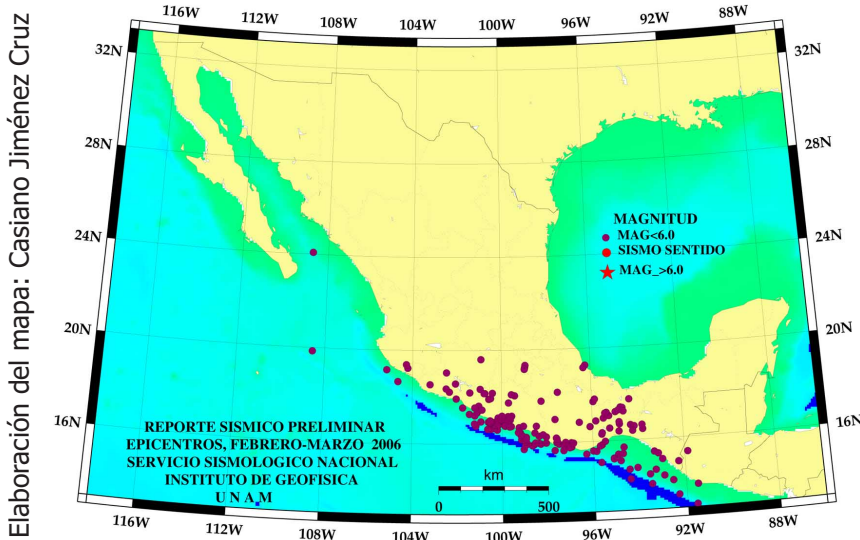 Elaboración del mapa: Casiano Jiménez Cruz
116W
112W
108W
104W
100W
96W
92W
88W
32N
32N
28N
28N
24N
24N
20N
20N
16N
16N
MAGNITUD
MAG<6.0
SISMO SENTIDO
MAG_>6.0
REPORTE SISMICO PRELIMINAR
EPICENTROS, FEBRERO-MARZO 2006
SERVICIO SISMOLOGICO NACIONAL
INSTITUTO DE GEOFISICA
U N A M
km
0 500
116W
112W
108W
104W
100W
96W
92W
88W